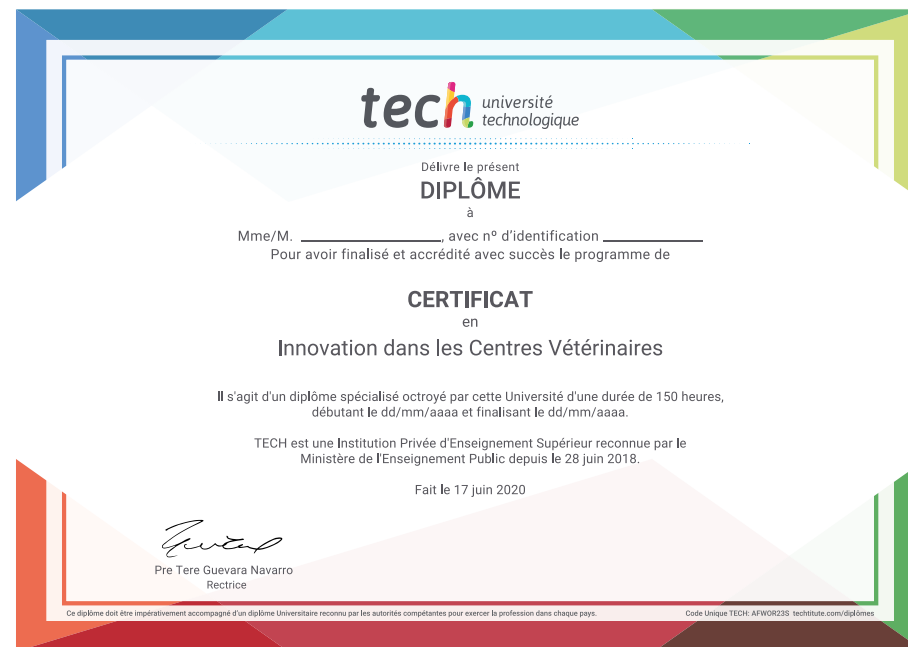 tech université
technologique
Délivre le présent
DIPLÔME
à
Mme/M. ____________________, avec nº d'identification ______________
Pour avoir finalisé et accrédité avec succès le programme de
CERTIFICAT
en
Innovation dans les Centres Vétérinaires
Il s'agit d'un diplôme spécialisé octroyé par cette Université d'une durée de 150 heures,
débutant le dd/mm/aaaa et finalisant le dd/mm/aaaa.
TECH est une Institution Privée d'Enseignement Supérieur reconnue par le
Ministère de l'Enseignement Public depuis le 28 juin 2018.
Fait le 17 juin 2020
Pre Tere Guevara Navarro
Rectrice
Ce diplôme doit être impérativement accompagné d'un diplôme Universitaire reconnu par les autorités compétantes pour exercer la profession dans chaque pays.
Code Unique TECH: AFWOR23S techtitute.com/diplômes